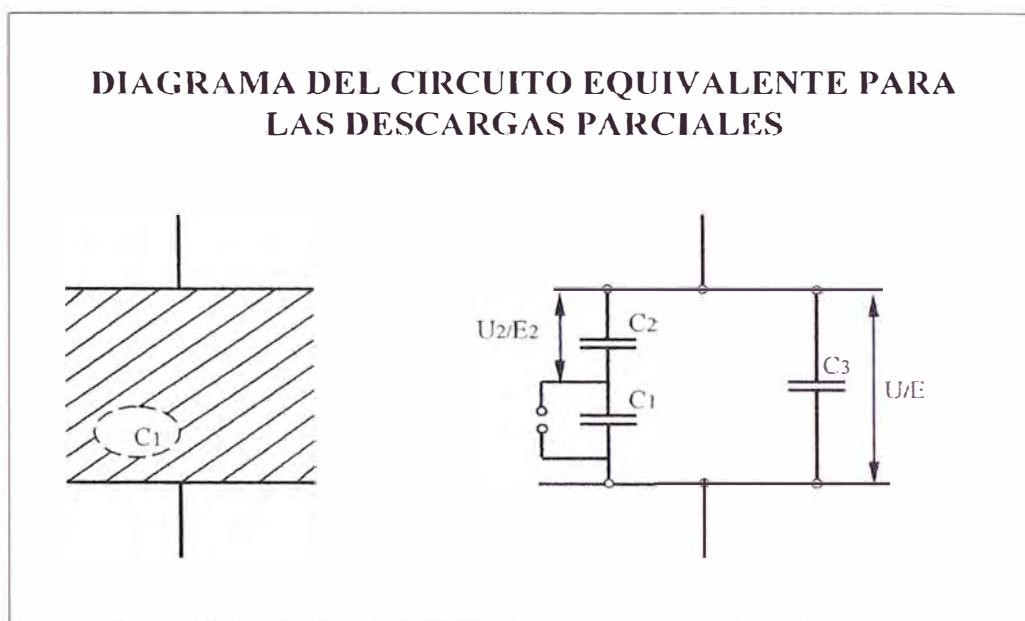 DIAGRAMA DEL CIRCUITO EQUIVALENTE PARA
LAS DESCARGAS PARCIALES
C1
U2/E2
C2
C1
C3
U/E